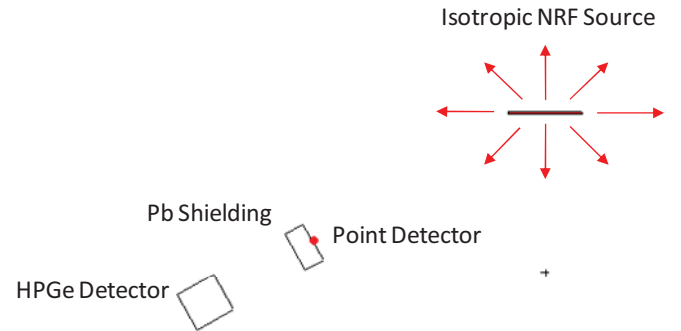 Isotropic NRF Source
Pb Shielding
Point Detector
HPGe Detector